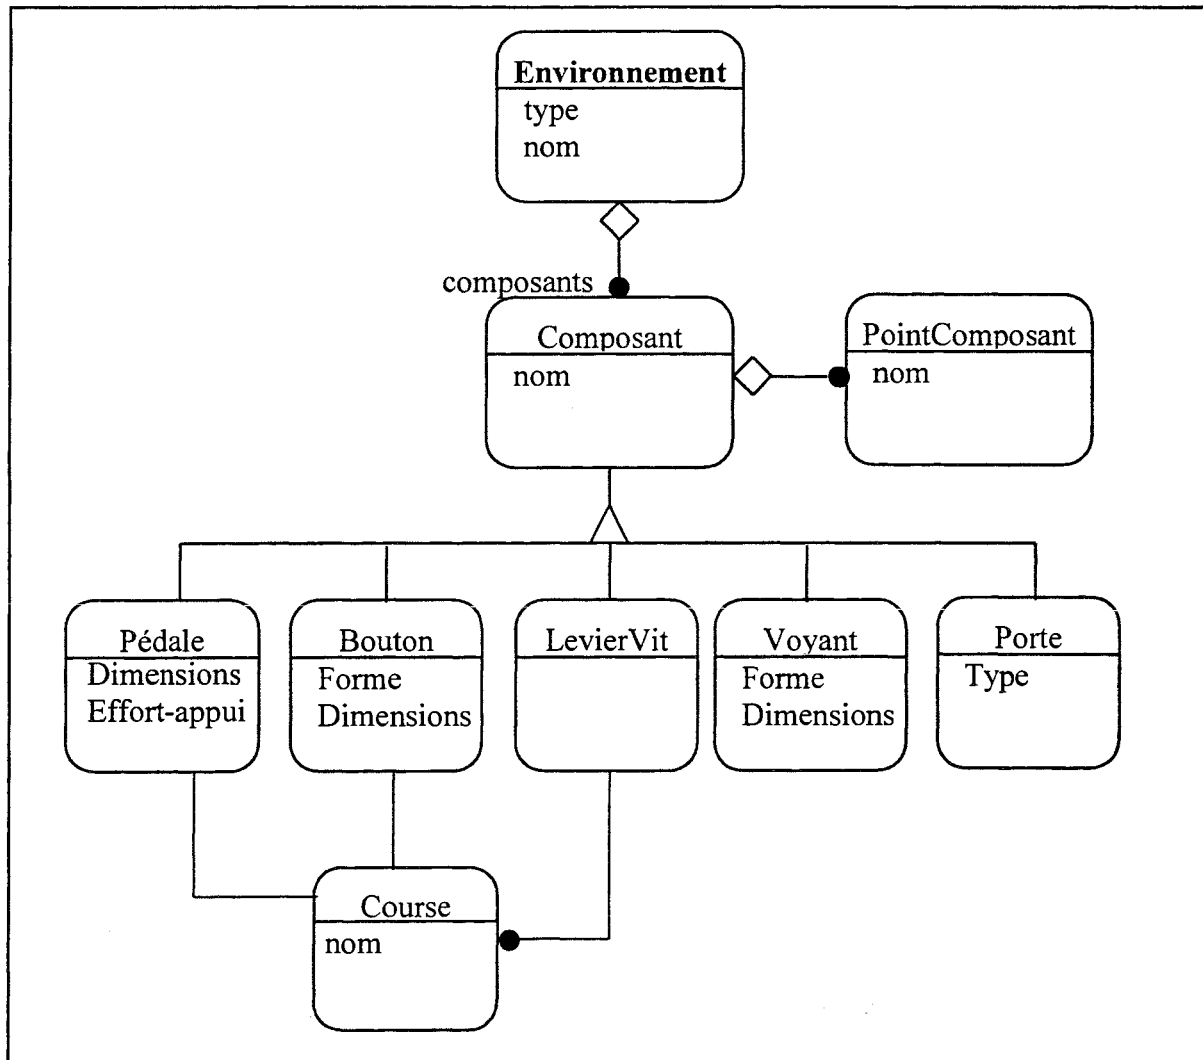 Environnement
type
nom
composants
Composant
nom
PointComposant
nom
Pédale
Dimensions
Effort-appui
Bouton
Forme
Dimensions
LevierVit
Voyant
Forme
Dimensions
Porte
Type
Course
nom